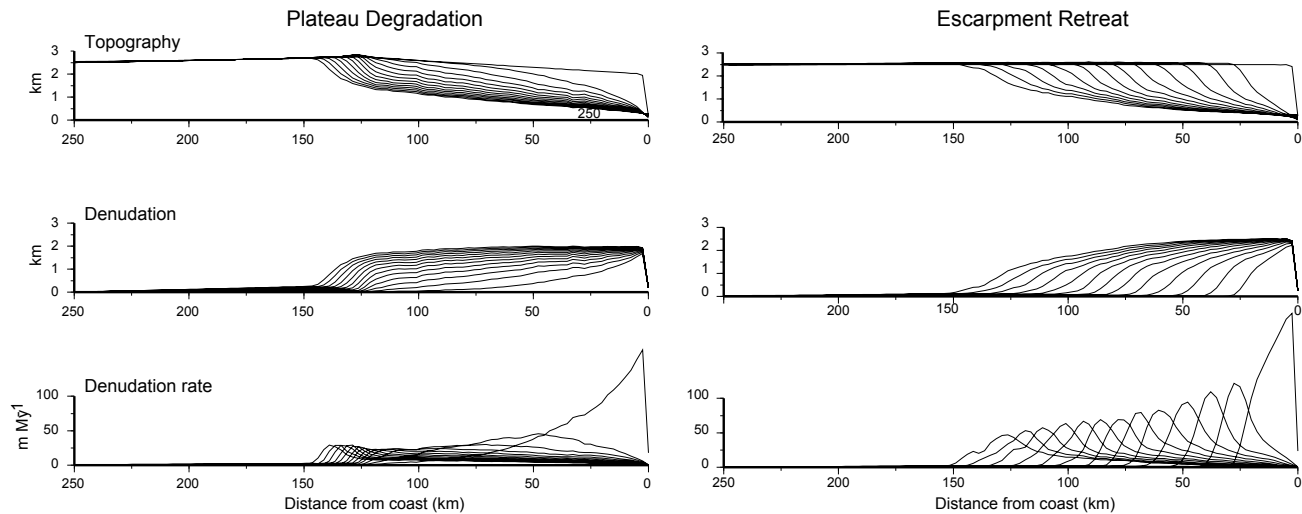 Plateau Degradation
Escarpment Retreat
Topography
3
2
1
0
km
250
250 200 150 100 50 0
Distance from coast (km)
3
2
1
0
250 200 150 100 50 0
Denudation
3
2
1
0
km
250 200 150 100 50 0
3
2
1
0
250 200 150 100 50 0
Denudation rate
100
50
0
m My1
250 200 150 100 50 0
Distance from coast (km)
100
50
0
250 200 150 100 50 0